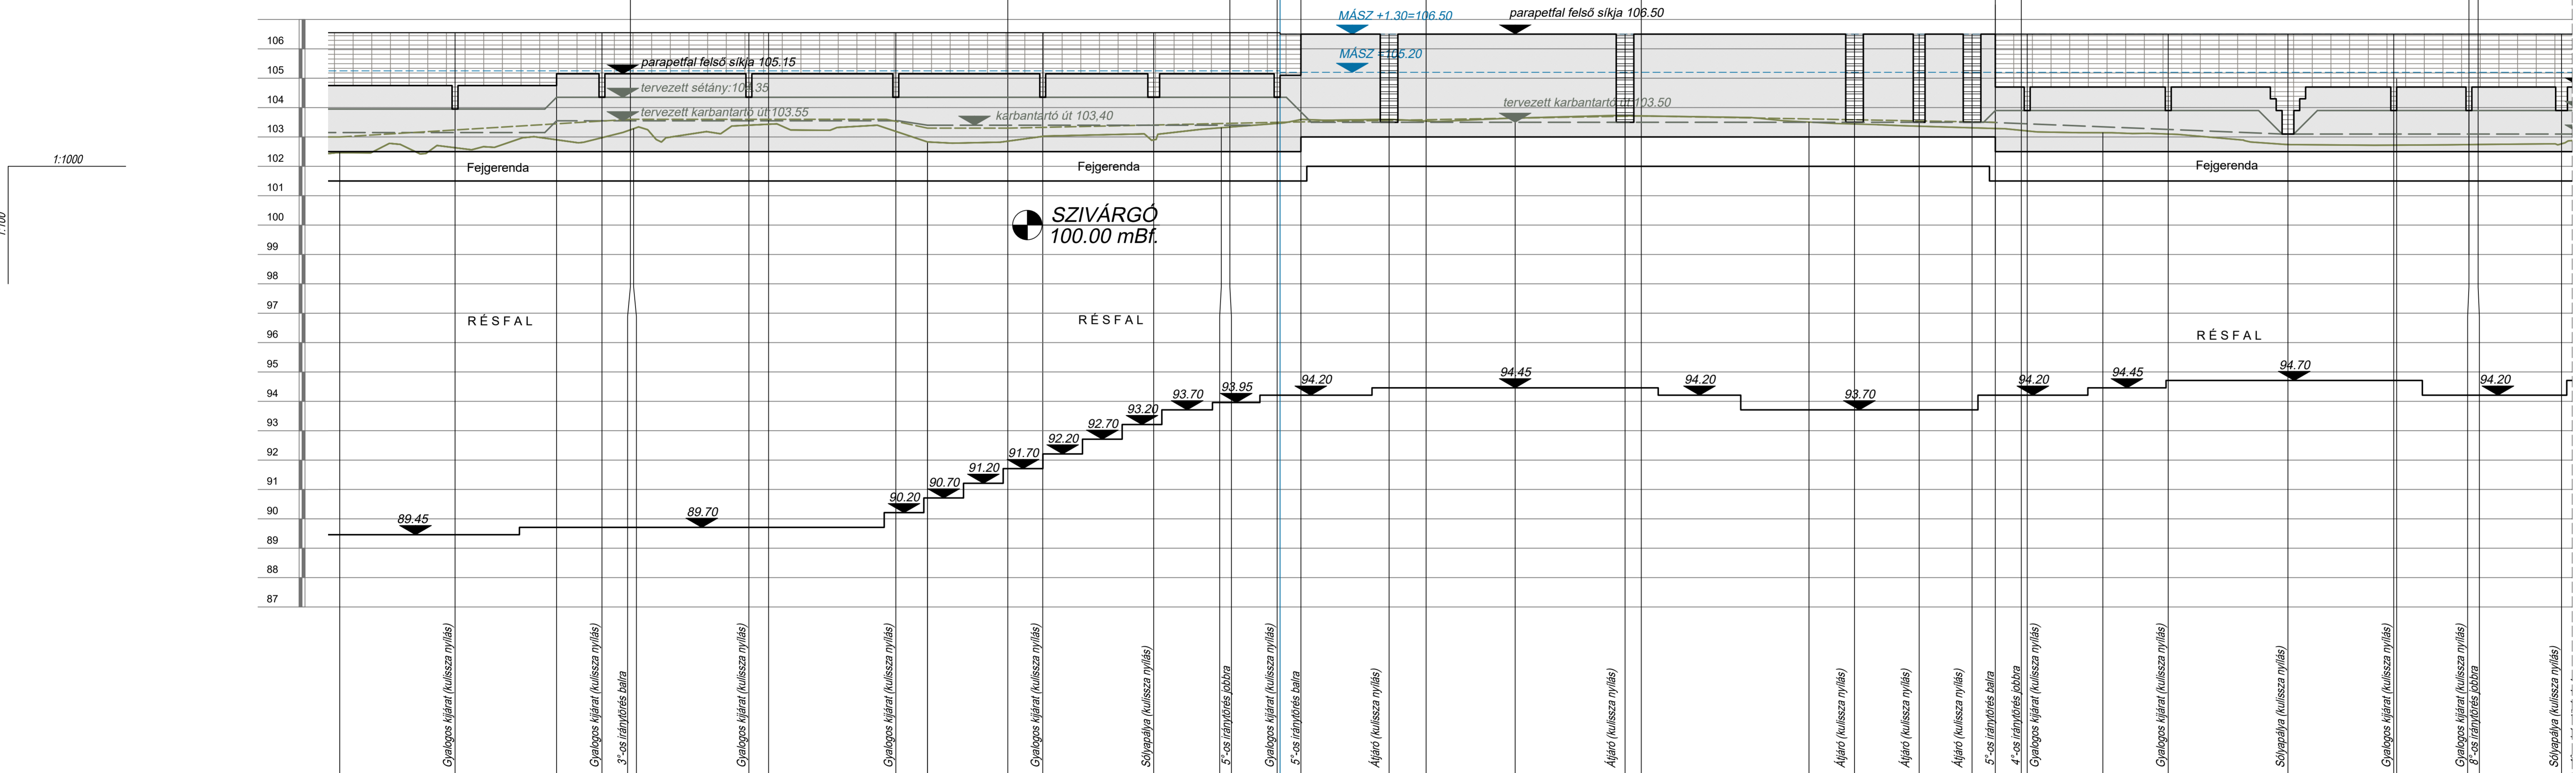 MÁSZ +1.30=106.50
parapetfal felső síkja 106.50
106
MÁSZ =105.20
parapetfal felső síkja 105.15
105
tervezett sétány:104.35
104
tervezett karbantartó út:103.55
karbantartó út 103,40
tervezett karbantartó út:103.50
103
1:1000
102
Fejgerenda
Fejgerenda
Fejgerenda
101
1:100
100
SZIVÁRGÓ
100.00 mBf.
99
98
97
RÉSFAL
RÉSFAL
RÉSFAL
96
95
94
93
92
91
90
89
88
87
89.45
89.70
90.20
90.70
91.20
91.70
92.20
92.70
93.20
93.70
93.95
94.20
94.45
94.20
93.70
94.20
94.45
94.70
94.20
Gyalogos kijárat (kulissza nyílás)
Gyalogos kijárat (kulissza nyílás)
3°-os iránytörés balra
Gyalogos kijárat (kulissza nyílás)
Gyalogos kijárat (kulissza nyílás)
Gyalogos kijárat (kulissza nyílás)
Sólyapálya (kulissza nyílás)
5°-os iránytörés jobbra
Gyalogos kijárat (kulissza nyílás)
5°-os iránytörés balra
Átjáró (kulissza nyílás)
Átjáró (kulissza nyílás)
Átjáró (kulissza nyílás)
Átjáró (kulissza nyílás)
Átjáró (kulissza nyílás)
5°-os iránytörés balra
4°-os iránytörés jobbra
Gyalogos kijárat (kulissza nyílás)
Gyalogos kijárat (kulissza nyílás)
Sólyapálya (kulissza nyílás)
Gyalogos kijárat (kulissza nyílás)
Gyalogos kijárat (kulissza nyílás)
8°-os iránytörés jobbra
Sólyapálya (kulissza nyílás)